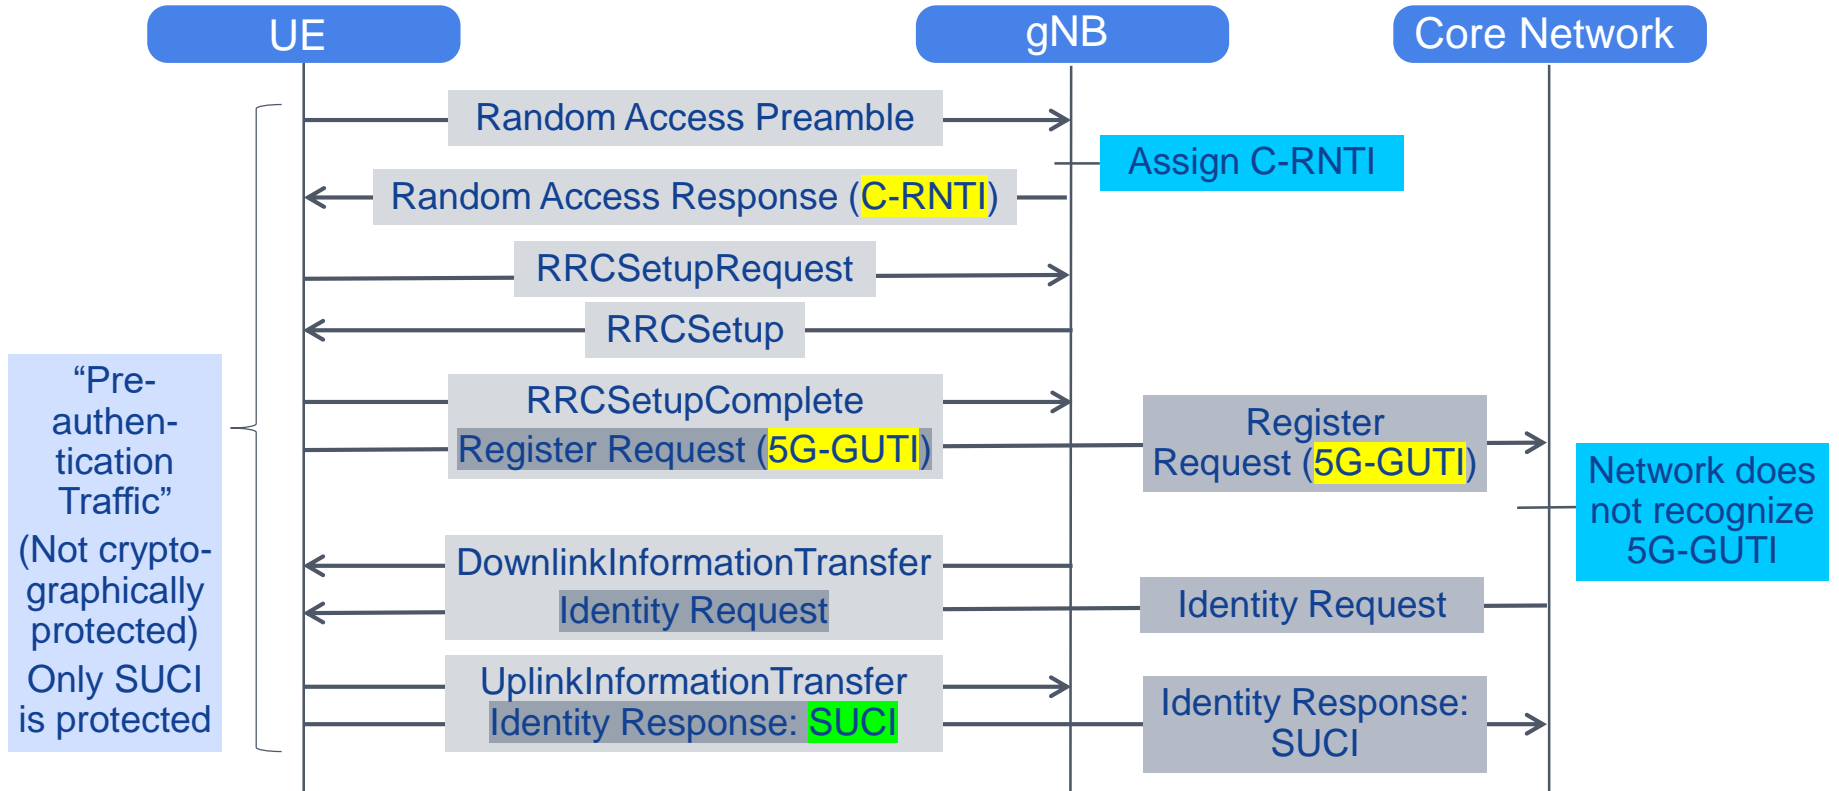 UE
gNB
Core Network
Random Access Preamble
Assign C-RNTI
Random Access Response (C-RNTI)
RRCSetupRequest
RRCSetup
“Pre-
authen-
tication
Traffic”
(Not crypto-
graphically
protected)
Only SUCI
is protected
RRCSetupComplete
Register Request (5G-GUTI)
Register
Request (5G-GUTI)
Network does
not recognize
5G-GUTI
DownlinkInformationTransfer
Identity Request
Identity Request
UplinkInformationTransfer
Identity Response: SUCI
Identity Response:
SUCI